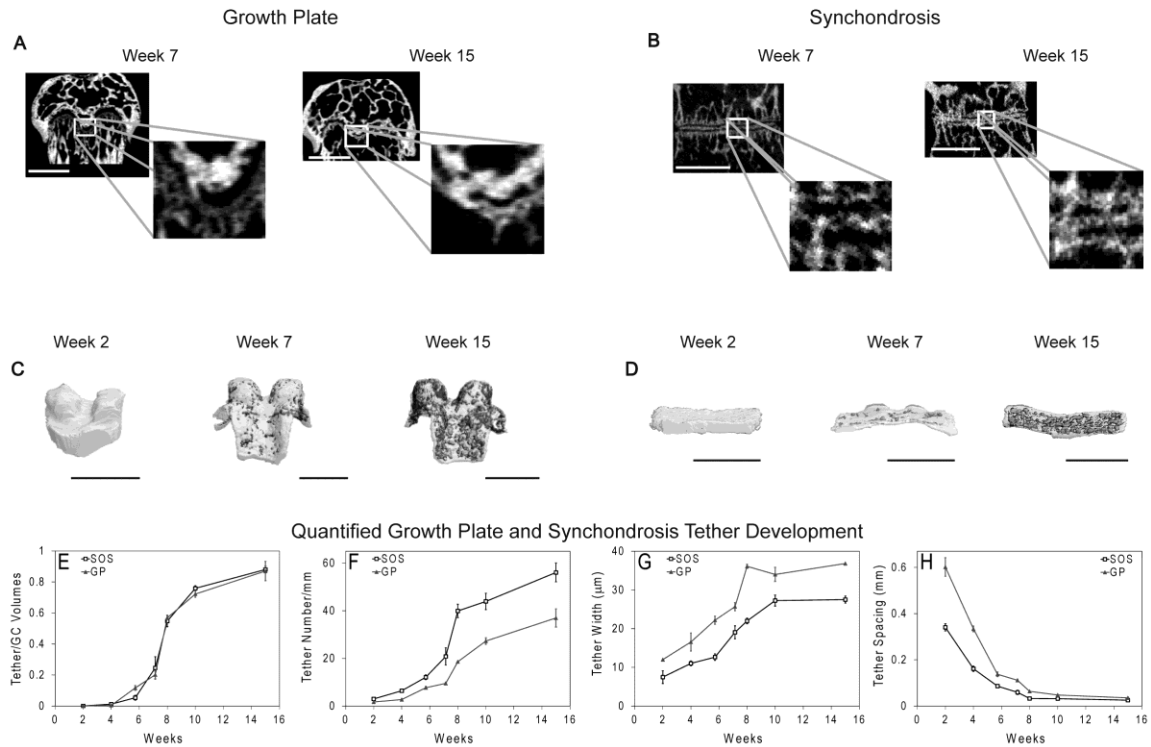 Growth Plate
Synchondrosis
A
Week 7
Week 15
B
Week 7
Week 15
Week 2
Week 7
Week 15
C
Week 2
Week 7
Week 15
D
Quantified Growth Plate and Synchondrosis Tether Development
E
SOS
GP
Tether/GC Volumes
1
0.8
0.6
0.4
0.2
0
0 2 4 6 8 10 12 14 16
Weeks
F
SOS
GP
Tether Number/mm
60
40
20
0
0 2 4 6 8 10 12 14 16
Weeks
G
SOS
GP
Tether Width (µm)
40
30
20
10
0
0 2 4 6 8 10 12 14 16
Weeks
H
SOS
GP
Tether Spacing (mm)
0.6
0.4
0.2
0
0 2 4 6 8 10 12 14 16
Weeks